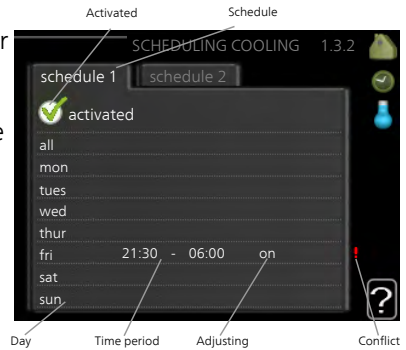 Activated Schedule
r
SCHEDULING COOLING 1.3.2
schedule 1 schedule 2
activated
e
all
mon
tues
wed
thur
fri 21:30 - 06:00 on !
sat
sun
?
Day Time period Adjusting Conflict